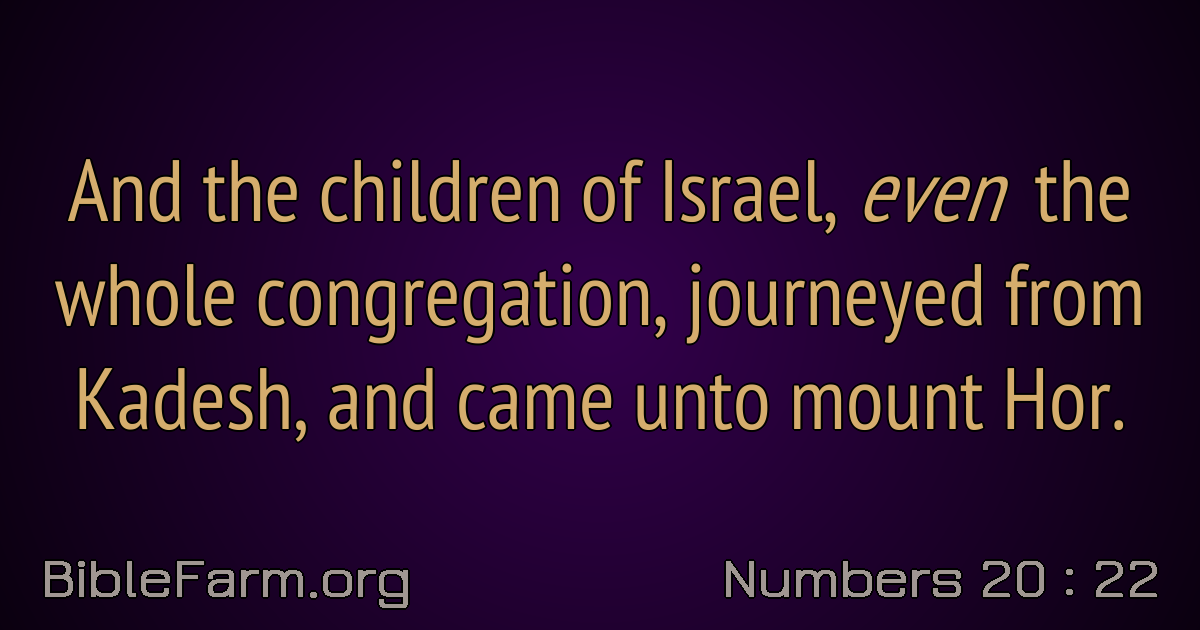 And the children of Israel, even the
whole congregation, journeyed from
Kadesh, and came unto mount Hor.
BibleFarm.org
Numbers 20 : 22